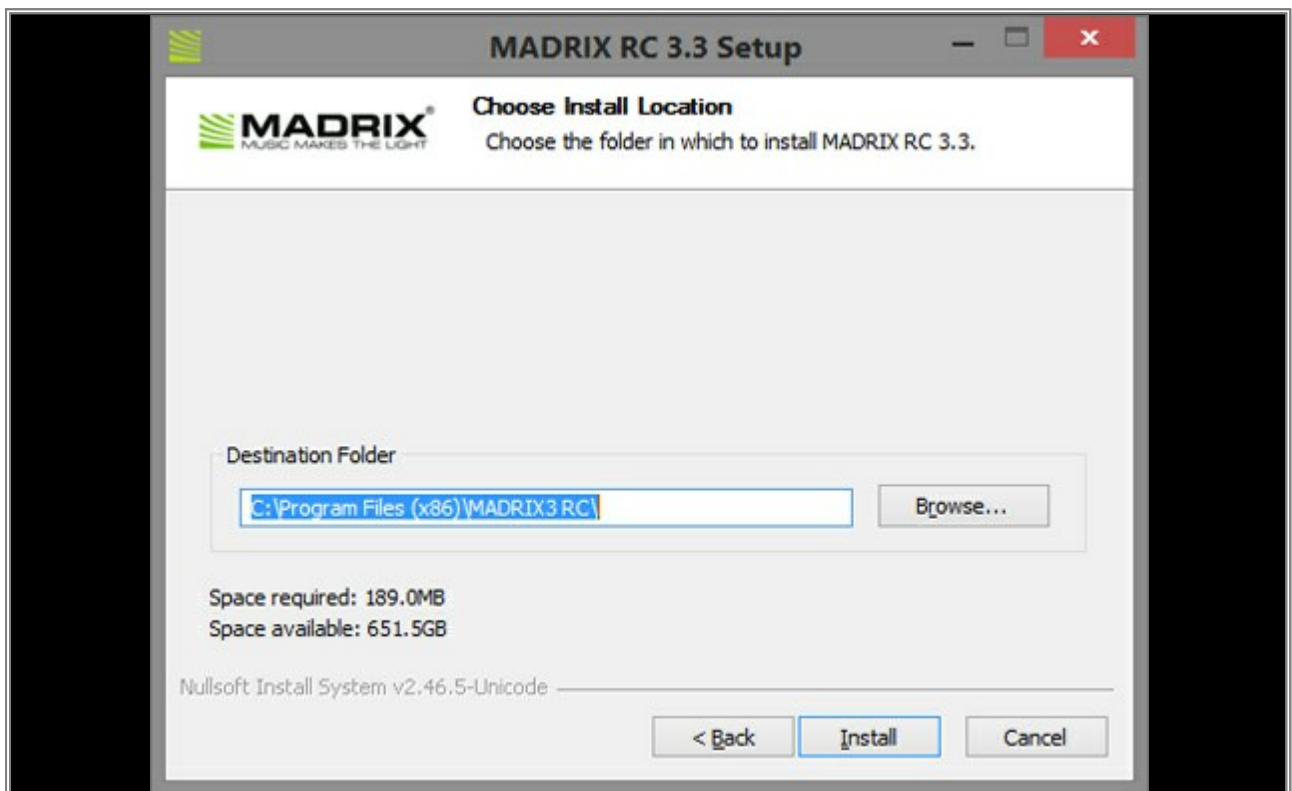 MADRIX RC 3.3 Setup
MADRIX®
MUSIC MAKES THE LIGHT
Choose Install Location
Choose the folder in which to install MADRIX RC 3.3.
Destination Folder
C:\Program Files (x86)\MADRIX3 RC\
Browse...
Space required: 189.0MB
Space available: 651.5GB
Nullsoft Install System v2.46.5-Unicode
< Back
Install
Cancel